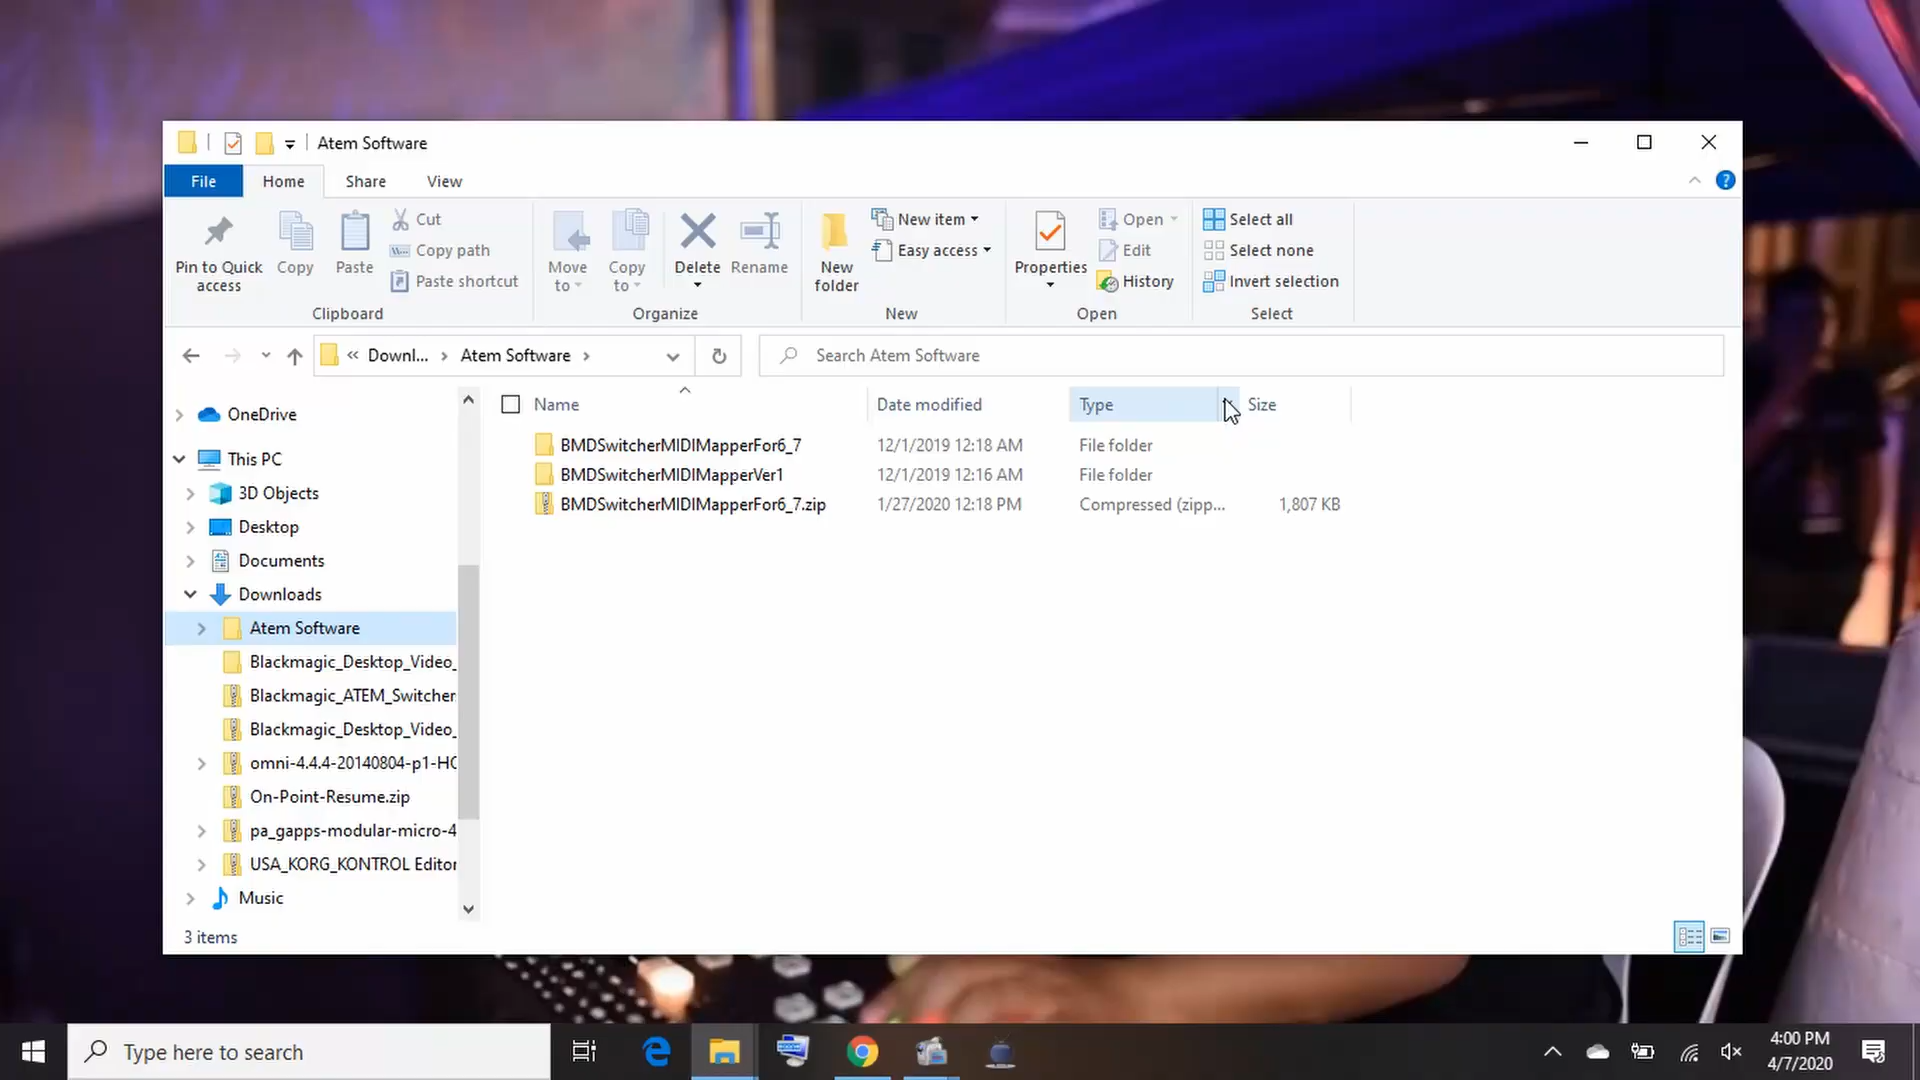 Atem Software
File
Home
Share
View
Pin to Quick access
Copy
Paste
Cut
Copy path
Paste shortcut
Clipboard
Move to
Copy to
Delete
Rename
Organize
New folder
New item
Easy access
New
Properties
Open
Edit
History
Open
Select all
Select none
Invert selection
Select
« Downl... › Atem Software ›
Search Atem Software
OneDrive
This PC
3D Objects
Desktop
Documents
Downloads
Atem Software
Blackmagic_Desktop_Video_
Blackmagic_ATEM_Switcher
Blackmagic_Desktop_Video_
omni-4.4.4-20140804-p1-HO
On-Point-Resume.zip
pa_gapps-modular-micro-4
USA_KORG_KONTROL Editor
Music
Name Date modified Type Size
BMDSwitcherMIDIMapperFor6_7 12/1/2019 12:18 AM File folder
BMDSwitcherMIDIMapperVer1 12/1/2019 12:16 AM File folder
BMDSwitcherMIDIMapperFor6_7.zip 1/27/2020 12:18 PM Compressed (zipp... 1,807 KB
3 items
Type here to search
4:00 PM
4/7/2020